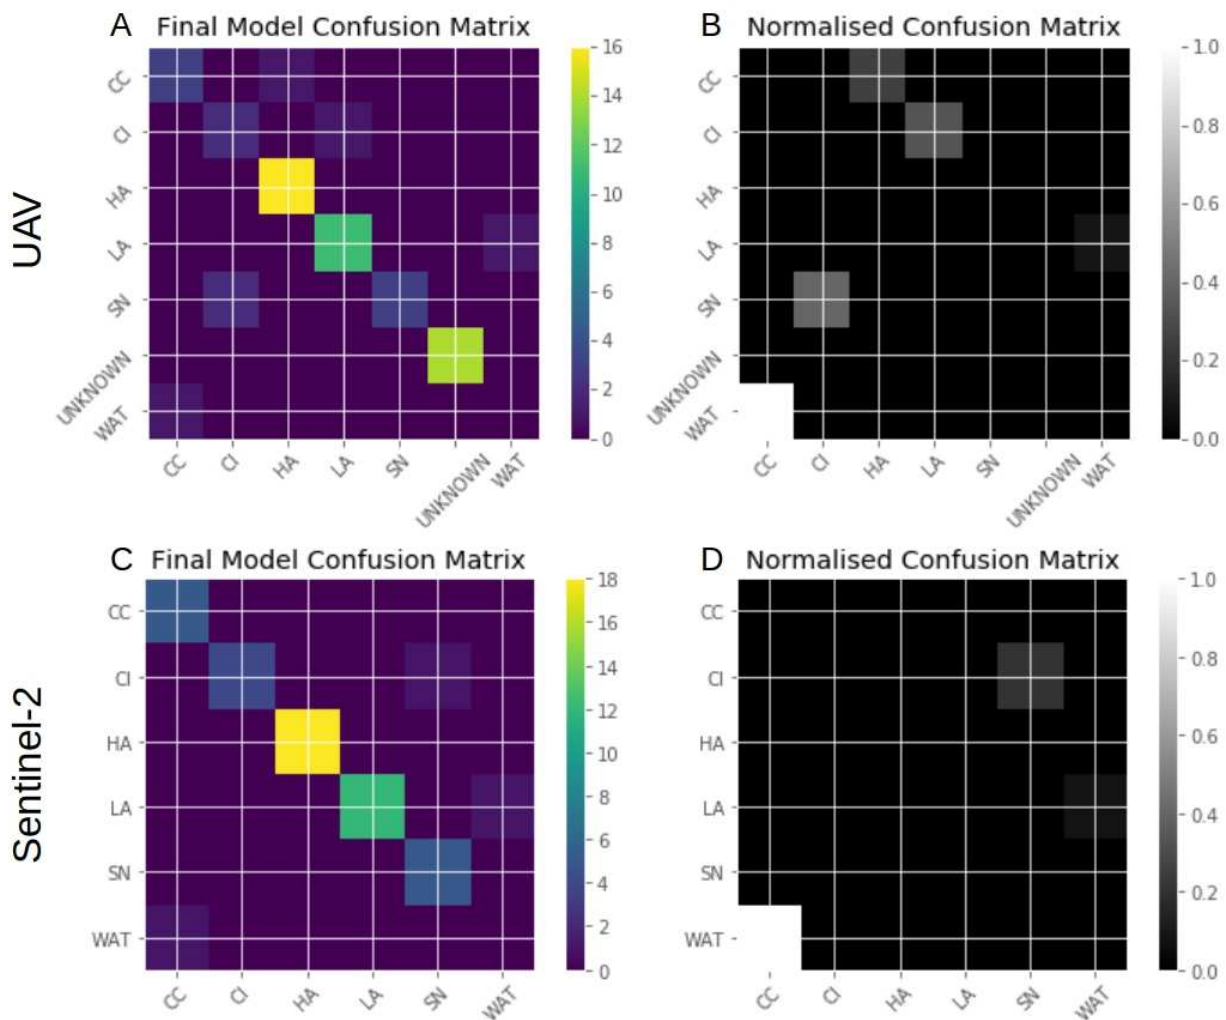 A Final Model Confusion Matrix
B Normalised Confusion Matrix
UAV
CC
CI
HA
LA
SN
UNKNOWN
WAT
CC CI HA LA SN UNKNOWN WAT
16
14
12
10
8
6
4
2
0
CC
CI
HA
LA
SN
UNKNOWN
WAT
CC CI HA LA SN UNKNOWN WAT
1.0
0.8
0.6
0.4
0.2
0.0
C Final Model Confusion Matrix
D Normalised Confusion Matrix
Sentinel-2
CC
CI
HA
LA
SN
WAT
CC CI HA LA SN WAT
18
16
14
12
10
8
6
4
2
0
CC
CI
HA
LA
SN
WAT
CC CI HA LA SN WAT
1.0
0.8
0.6
0.4
0.2
0.0